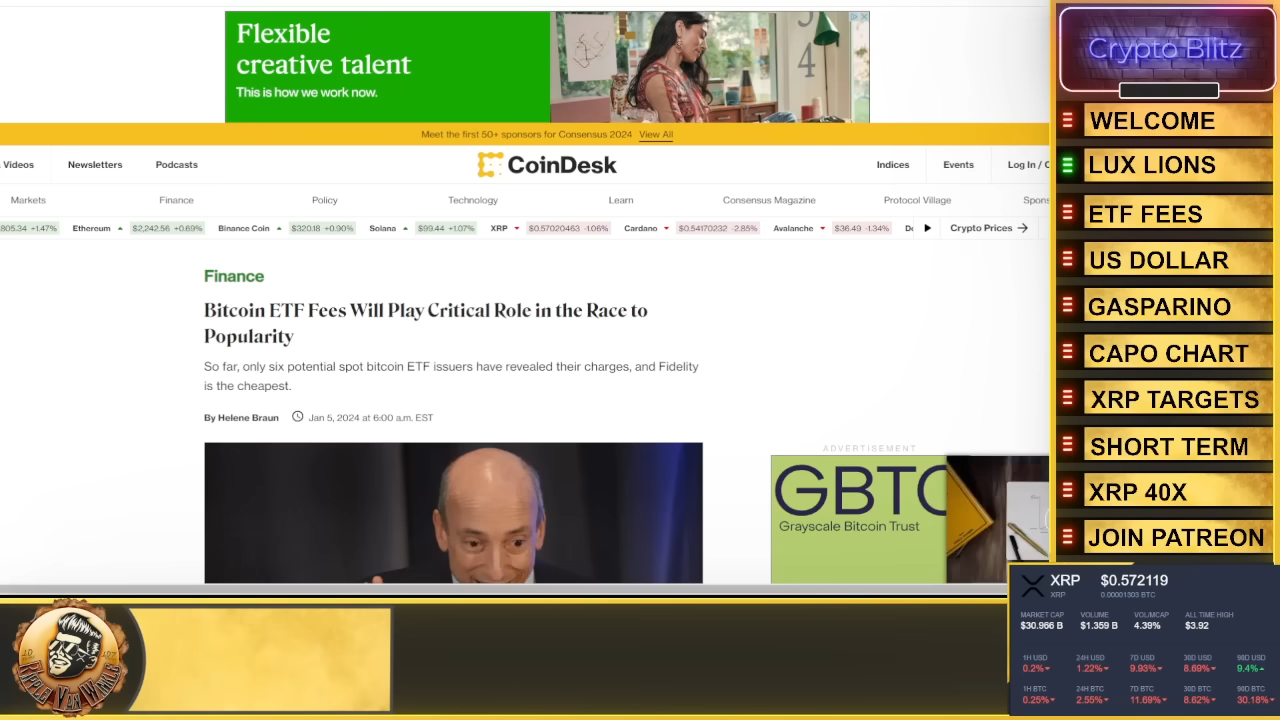 Flexible
creative talent
This is how we work now.
5
4
Meet the first 50+ sponsors for Consensus 2024 View All
Videos Newsletters Podcasts CoinDesk Indices Events Log In /
Markets Finance Policy Technology Learn Consensus Magazine Protocol Village Spons
805.34 +1.47% Ethereum $2,242.56 +0.69% Binance Coin $320.18 +0.90% Solana $99.44 +1.07% XRP $0.57020463 -1.06% Cardano $0.54170232 -2.85% Avalanche $36.49 -1.34% Crypto Prices
Finance
Bitcoin ETF Fees Will Play Critical Role in the Race to
Popularity
So far, only six potential spot bitcoin ETF issuers have revealed their charges, and Fidelity
is the cheapest.
By Helene Braun Jan 5, 2024 at 6:00 a.m. EST
ADVERTISEMENT
GBTC
Grayscale Bitcoin Trust
Crypto Blitz
WELCOME
LUX LIONS
ETF FEES
US DOLLAR
GASPARINO
CAPO CHART
XRP TARGETS
SHORT TERM
XRP 40X
JOIN PATREON
XRP $0.572119
XRP 0.00001303 BTC
MARKET CAP VOLUME VOL/MCAP ALL TIME HIGH
$30.966 B $1.359 B 4.39% $3.92
1H USD 24H USD 7D USD 30D USD 90D USD
0.2% 1.22% 9.93% 8.69% 9.4%
1H BTC 24H BTC 7D BTC 30D BTC 90D BTC
0.25% 2.55% 11.69% 8.62% 30.18%
RIPPLE VAN WINKLE